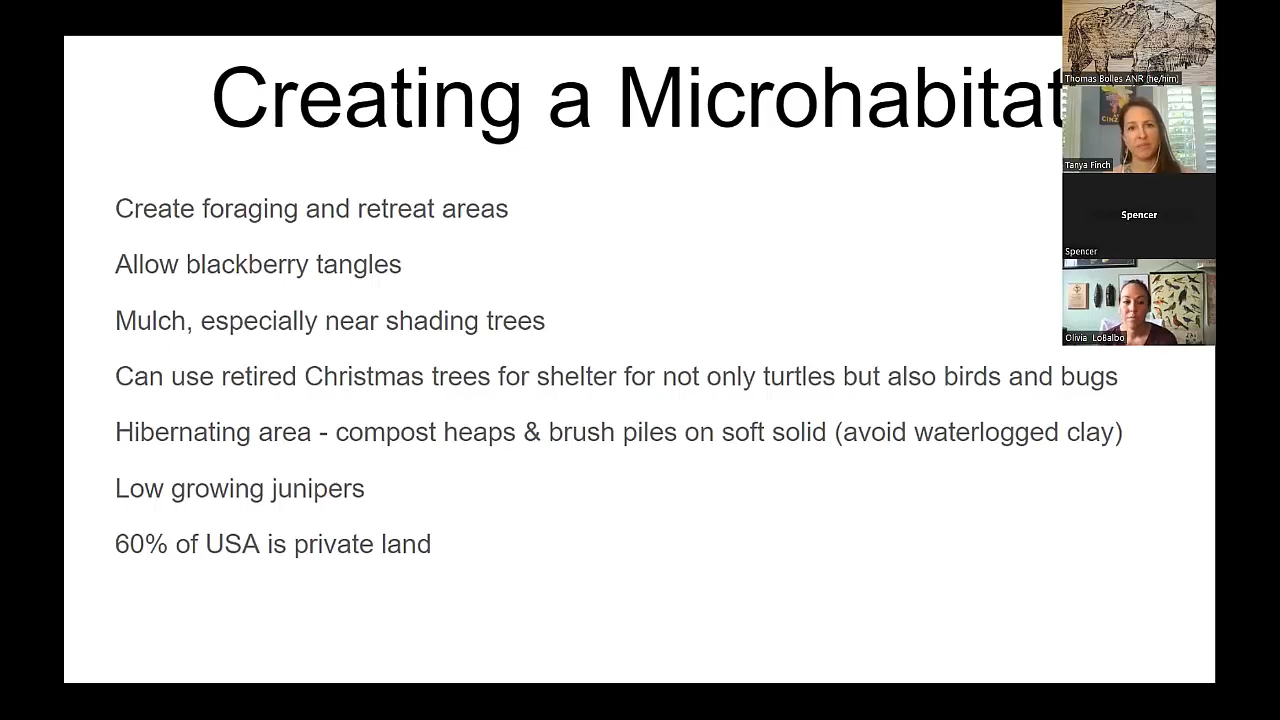 Creating a Microhabitat
Create foraging and retreat areas
Allow blackberry tangles
Mulch, especially near shading trees
Can use retired Christmas trees for shelter for not only turtles but also birds and bugs
Hibernating area - compost heaps & brush piles on soft solid (avoid waterlogged clay)
Low growing junipers
60% of USA is private land
Thomas Bolles ANR (he/him)
Tanya Finch
Spencer
Spencer
Olivia LoBalbo